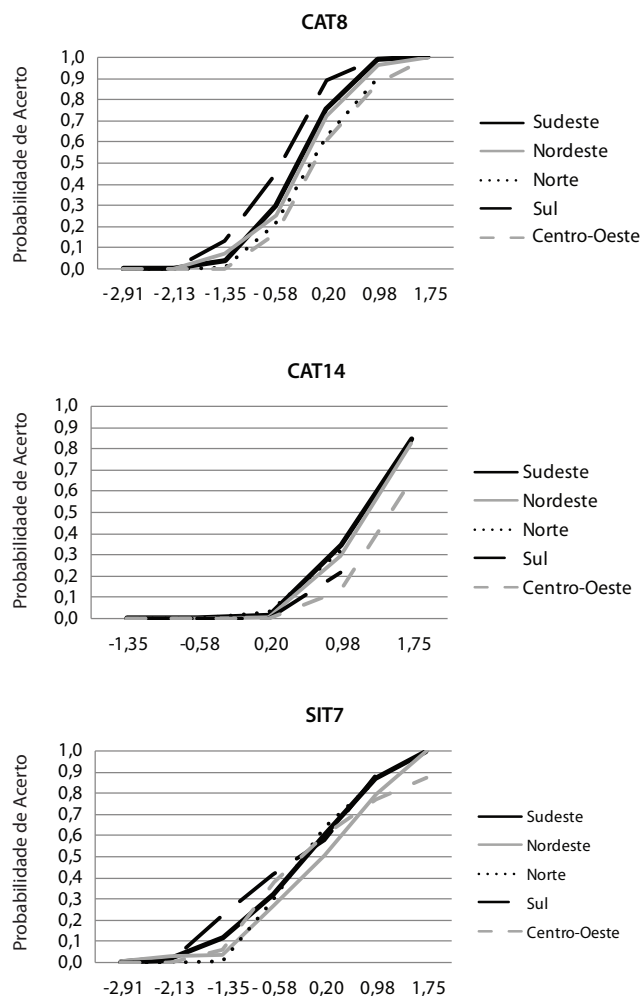 CAT8
Probabilidade de Acerto
1,0
0,9
0,8
0,7
0,6
0,5
0,4
0,3
0,2
0,1
0,0
-2,91 -2,13 -1,35 -0,58 0,20 0,98 1,75
Sudeste
Nordeste
Norte
Sul
Centro-Oeste
CAT14
Probabilidade de Acerto
1,0
0,9
0,8
0,7
0,6
0,5
0,4
0,3
0,2
0,1
0,0
-1,35 -0,58 0,20 0,98 1,75
Sudeste
Nordeste
Norte
Sul
Centro-Oeste
SIT7
Probabilidade de Acerto
1,0
0,9
0,8
0,7
0,6
0,5
0,4
0,3
0,2
0,1
0,0
-2,91 -2,13 -1,35 -0,58 0,20 0,98 1,75
Sudeste
Nordeste
Norte
Sul
Centro-Oeste